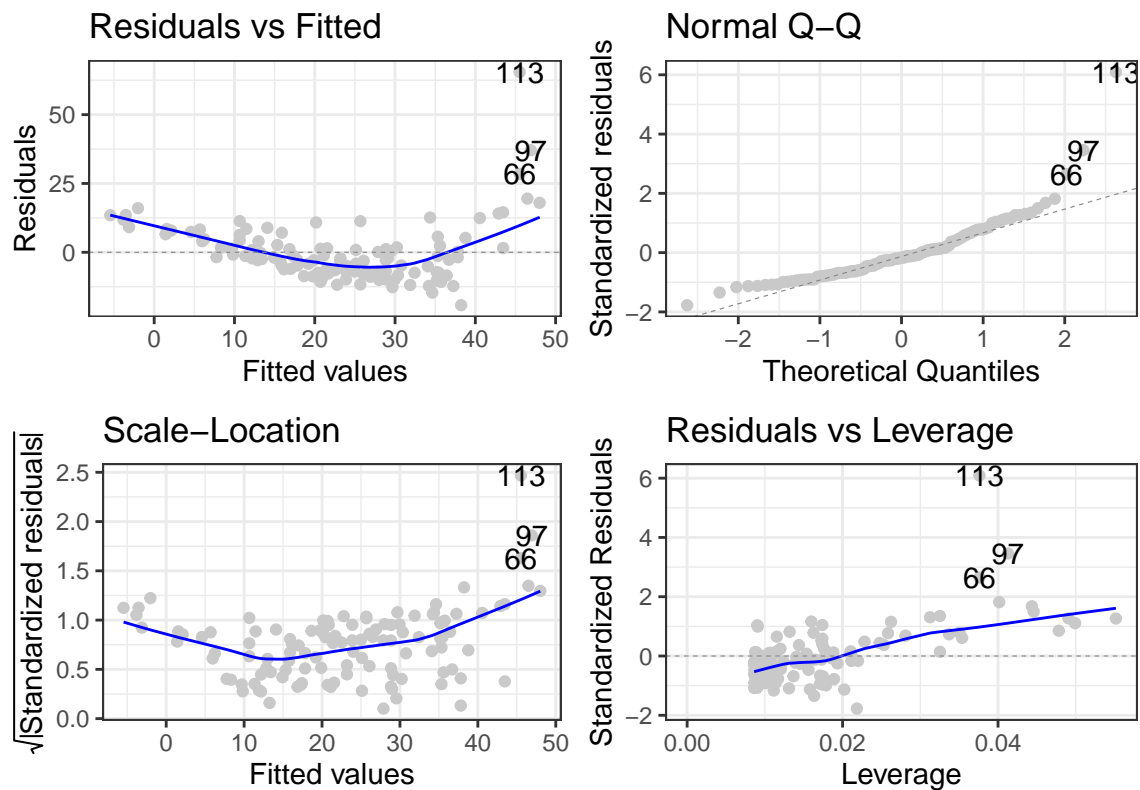 Residuals vs Fitted
Residuals
50
25
0
113
97
66
0 10 20 30 40 50
Fitted values
Normal Q−Q
Standardized residuals
6
4
2
0
−2
113
97
66
−2 −1 0 1 2
Theoretical Quantiles
Scale−Location
√|Standardized residuals|
2.5
2.0
1.5
1.0
0.5
0.0
113
97
66
0 10 20 30 40 50
Fitted values
Residuals vs Leverage
Standardized Residuals
6
4
2
0
−2
113
97
66
0.00 0.02 0.04
Leverage